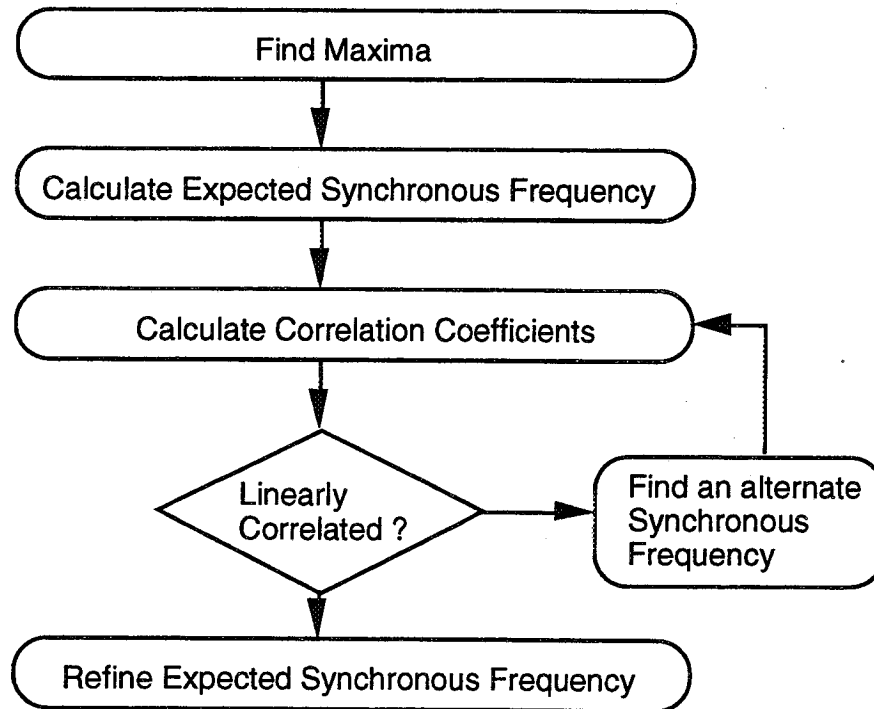 Find Maxima
Calculate Expected Synchronous Frequency
Calculate Correlation Coefficients
Linearly
Correlated ?
Find an alternate
Synchronous
Frequency
Refine Expected Synchronous Frequency